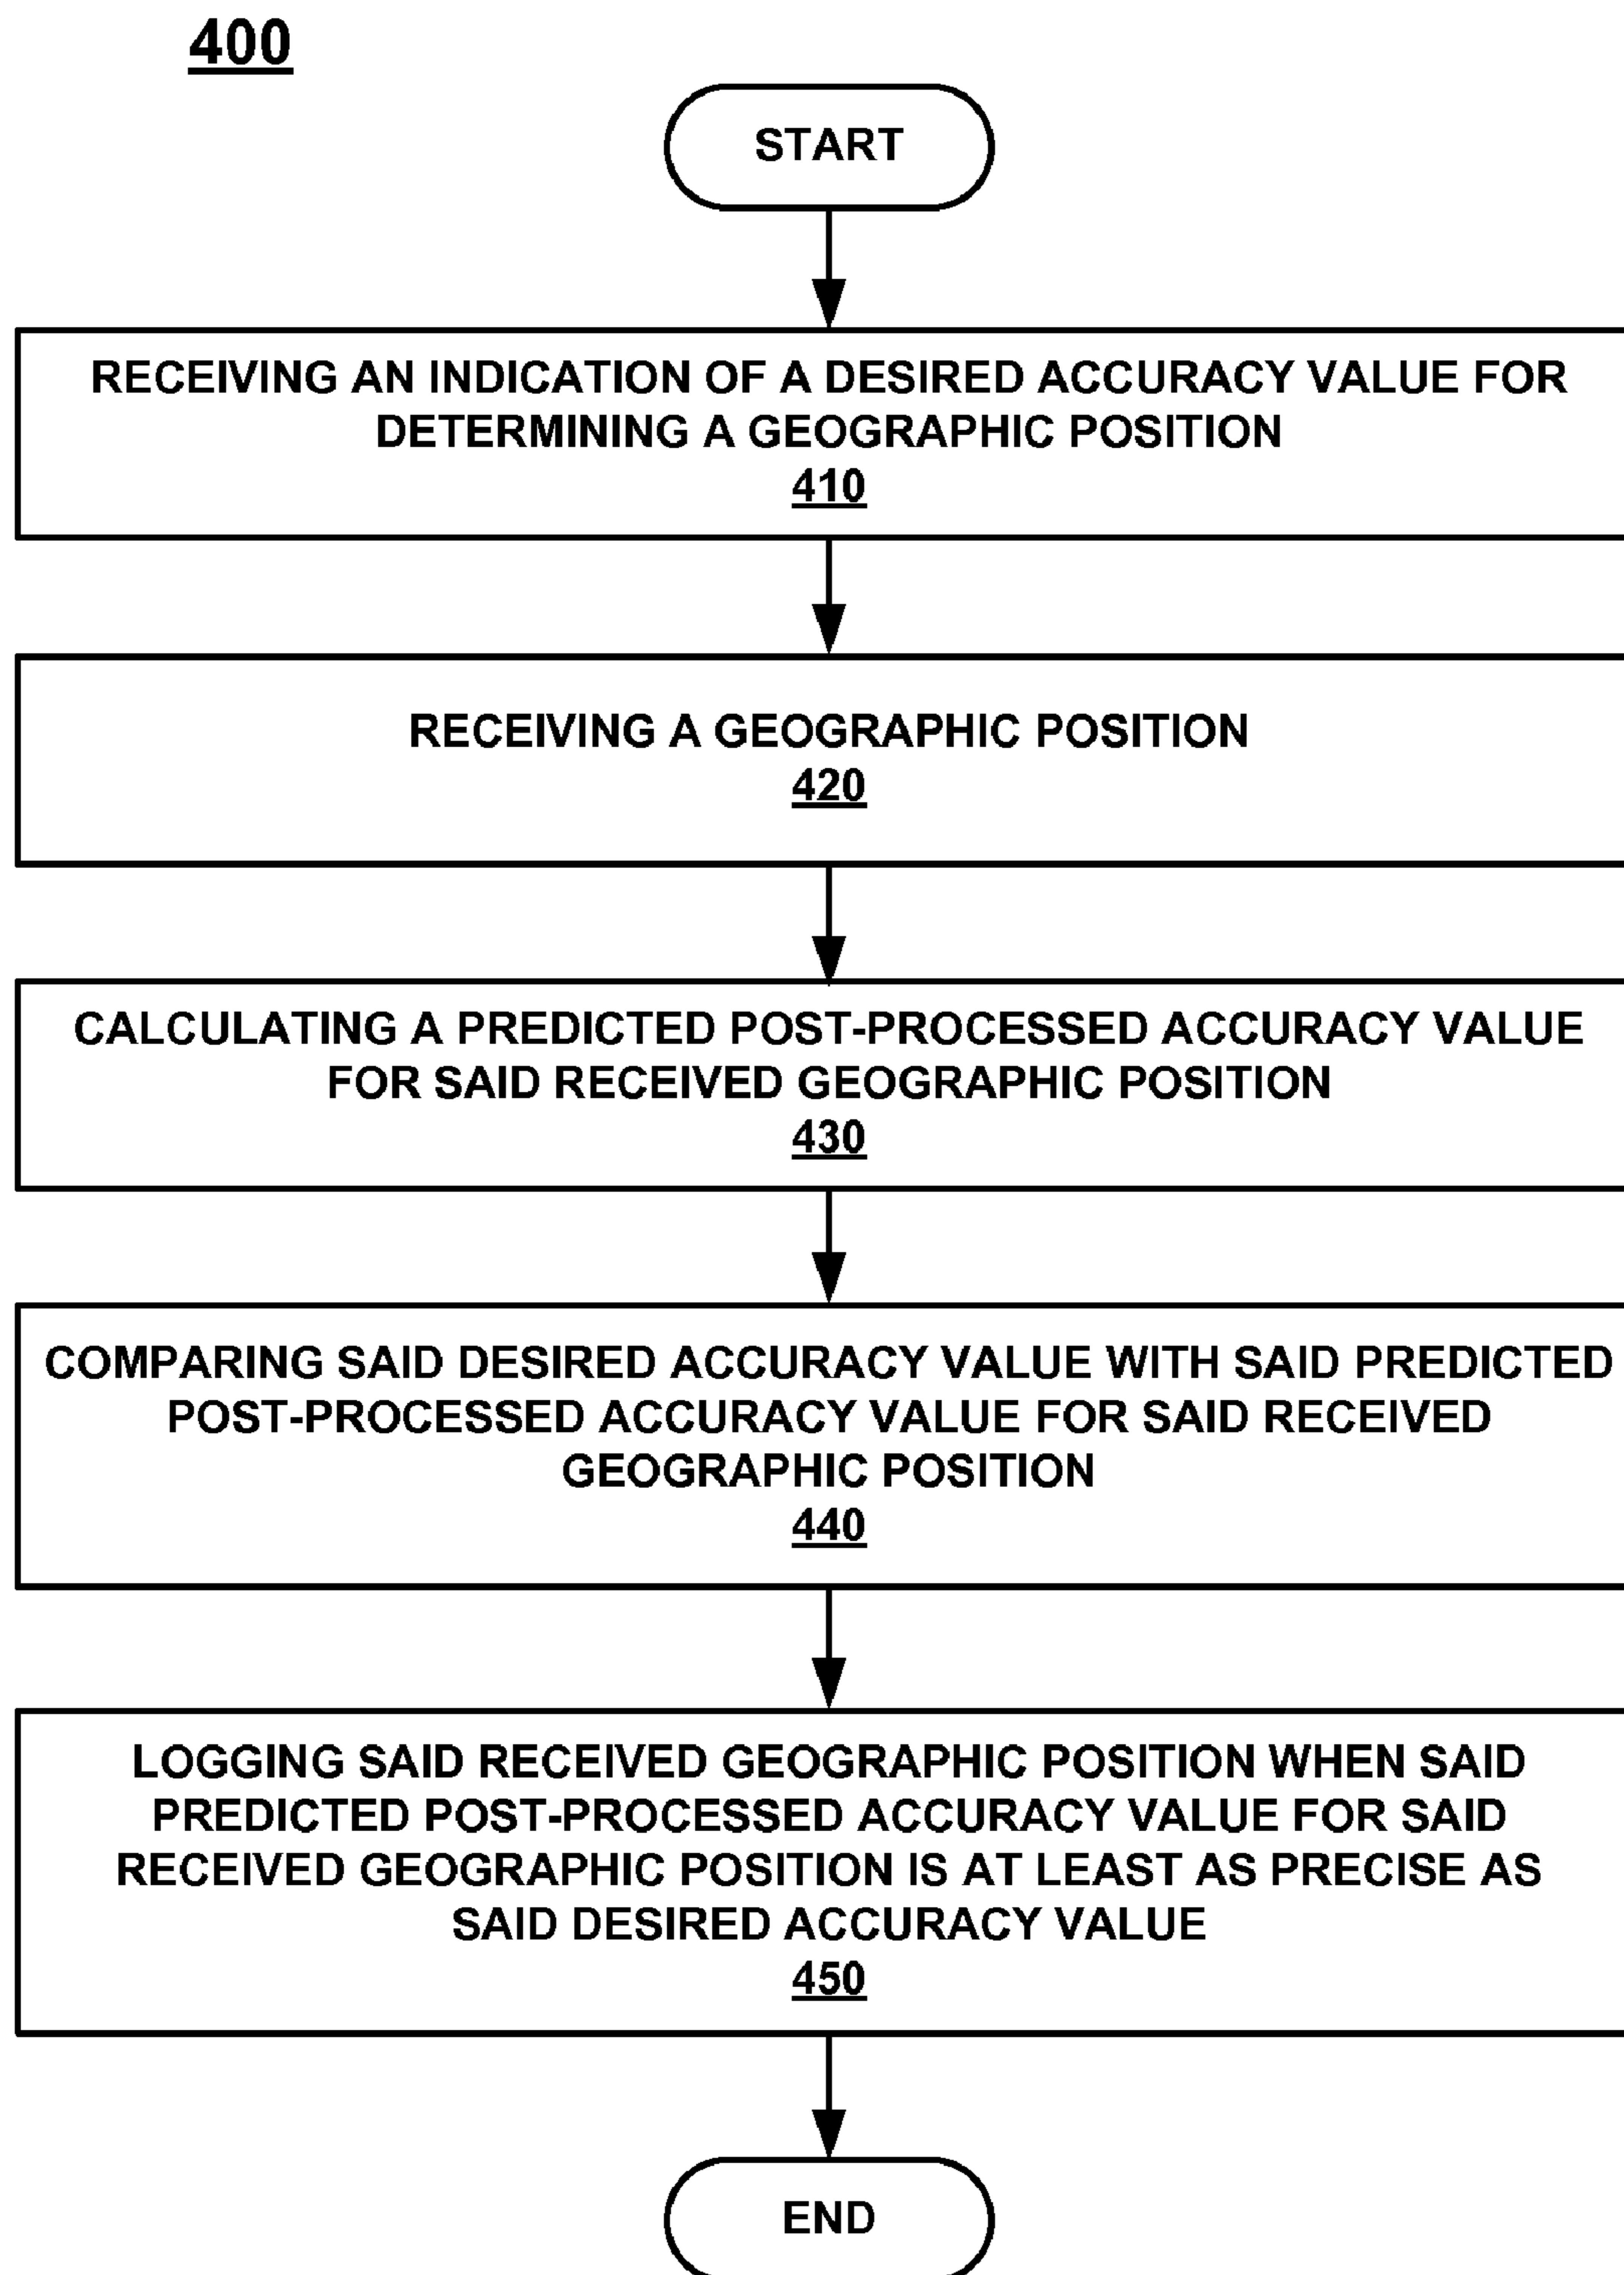 400
START
RECEIVING AN INDICATION OF A DESIRED ACCURACY VALUE FOR
DETERMINING A GEOGRAPHIC POSITION
410
RECEIVING A GEOGRAPHIC POSITION
420
CALCULATING A PREDICTED POST-PROCESSED ACCURACY VALUE
FOR SAID RECEIVED GEOGRAPHIC POSITION
430
COMPARING SAID DESIRED ACCURACY VALUE WITH SAID PREDICTED
POST-PROCESSED ACCURACY VALUE FOR SAID RECEIVED
GEOGRAPHIC POSITION
440
LOGGING SAID RECEIVED GEOGRAPHIC POSITION WHEN SAID
PREDICTED POST-PROCESSED ACCURACY VALUE FOR SAID
RECEIVED GEOGRAPHIC POSITION IS AT LEAST AS PRECISE AS
SAID DESIRED ACCURACY VALUE
450
END